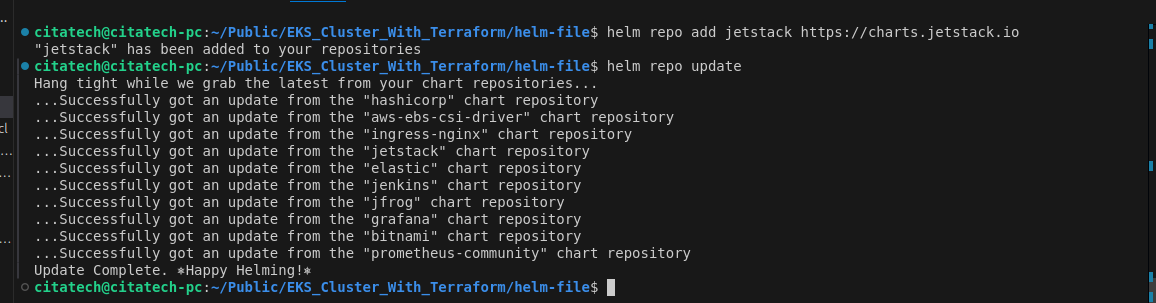 citatech@citatech-pc:~/Public/EKS_Cluster_With_Terraform/helm-file$ helm repo add jetstack https://charts.jetstack.io
"jetstack" has been added to your repositories
citatech@citatech-pc:~/Public/EKS_Cluster_With_Terraform/helm-file$ helm repo update
Hang tight while we grab the latest from your chart repositories...
...Successfully got an update from the "hashicorp" chart repository
...Successfully got an update from the "aws-ebs-csi-driver" chart repository
...Successfully got an update from the "ingress-nginx" chart repository
...Successfully got an update from the "jetstack" chart repository
...Successfully got an update from the "elastic" chart repository
...Successfully got an update from the "jenkins" chart repository
...Successfully got an update from the "jfrog" chart repository
...Successfully got an update from the "grafana" chart repository
...Successfully got an update from the "bitnami" chart repository
...Successfully got an update from the "prometheus-community" chart repository
Update Complete. ⎈Happy Helming!⎈
citatech@citatech-pc:~/Public/EKS_Cluster_With_Terraform/helm-file$